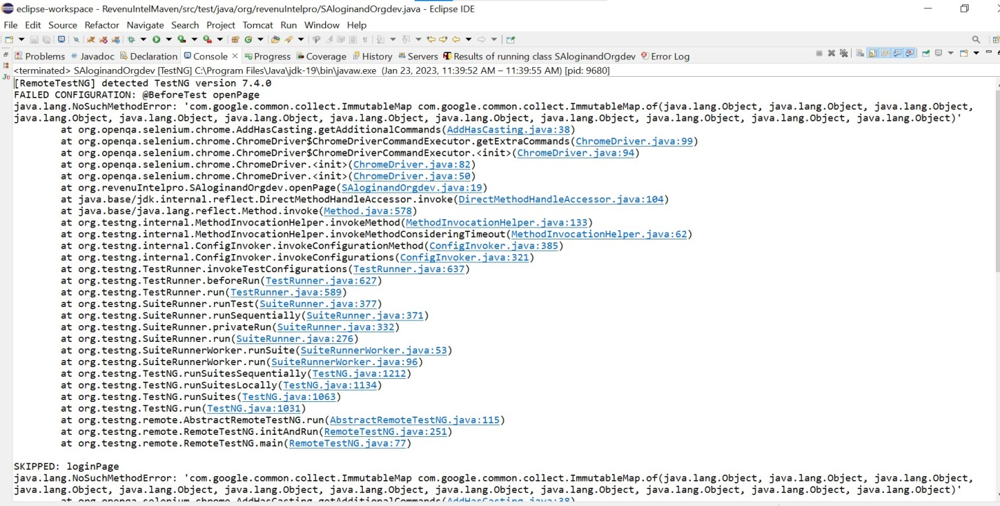 eclipse-workspace - RevenuIntelMaven/src/test/java/org/revenuIntelpro/SAloginandOrgdev.java - Eclipse IDE
File Edit Source Refactor Navigate Search Project Tomcat Run Window Help
Problems Javadoc Declaration Console Progress Coverage History Servers Results of running class SAloginandOrgdev Error Log
<terminated> SAloginandOrgdev [TestNG] C:\Program Files\Java\jdk-19\bin\javaw.exe (Jan 23, 2023, 11:39:52 AM – 11:39:55 AM) [pid: 9680]
[RemoteTestNG] detected TestNG version 7.4.0
FAILED CONFIGURATION: @BeforeTest openPage
java.lang.NoSuchMethodError: 'com.google.common.collect.ImmutableMap com.google.common.collect.ImmutableMap.of(java.lang.Object, java.lang.Object, java.lang.Object,
java.lang.Object, java.lang.Object, java.lang.Object, java.lang.Object, java.lang.Object, java.lang.Object, java.lang.Object, java.lang.Object, java.lang.Object)'
at org.openqa.selenium.chrome.AddHasCasting.getAdditionalCommands(AddHasCasting.java:38)
at org.openqa.selenium.chrome.ChromeDriver$ChromeDriverCommandExecutor.getExtraCommands(ChromeDriver.java:99)
at org.openqa.selenium.chrome.ChromeDriver$ChromeDriverCommandExecutor.<init>(ChromeDriver.java:94)
at org.openqa.selenium.chrome.ChromeDriver.<init>(ChromeDriver.java:82)
at org.openqa.selenium.chrome.ChromeDriver.<init>(ChromeDriver.java:50)
at org.revenuIntelpro.SAloginandOrgdev.openPage(SAloginandOrgdev.java:19)
at java.base/jdk.internal.reflect.DirectMethodHandleAccessor.invoke(DirectMethodHandleAccessor.java:104)
at java.base/java.lang.reflect.Method.invoke(Method.java:578)
at org.testng.internal.MethodInvocationHelper.invokeMethod(MethodInvocationHelper.java:133)
at org.testng.internal.MethodInvocationHelper.invokeMethodConsideringTimeout(MethodInvocationHelper.java:62)
at org.testng.internal.ConfigInvoker.invokeConfigurationMethod(ConfigInvoker.java:385)
at org.testng.internal.ConfigInvoker.invokeConfigurations(ConfigInvoker.java:321)
at org.testng.TestRunner.invokeTestConfigurations(TestRunner.java:637)
at org.testng.TestRunner.beforeRun(TestRunner.java:627)
at org.testng.TestRunner.run(TestRunner.java:589)
at org.testng.SuiteRunner.runTest(SuiteRunner.java:377)
at org.testng.SuiteRunner.runSequentially(SuiteRunner.java:371)
at org.testng.SuiteRunner.privateRun(SuiteRunner.java:332)
at org.testng.SuiteRunner.run(SuiteRunner.java:276)
at org.testng.SuiteRunnerWorker.runSuite(SuiteRunnerWorker.java:53)
at org.testng.SuiteRunnerWorker.run(SuiteRunnerWorker.java:96)
at org.testng.TestNG.runSuitesSequentially(TestNG.java:1212)
at org.testng.TestNG.runSuitesLocally(TestNG.java:1134)
at org.testng.TestNG.runSuites(TestNG.java:1063)
at org.testng.TestNG.run(TestNG.java:1031)
at org.testng.remote.AbstractRemoteTestNG.run(AbstractRemoteTestNG.java:115)
at org.testng.remote.RemoteTestNG.initAndRun(RemoteTestNG.java:251)
at org.testng.remote.RemoteTestNG.main(RemoteTestNG.java:77)
SKIPPED: loginPage
java.lang.NoSuchMethodError: 'com.google.common.collect.ImmutableMap com.google.common.collect.ImmutableMap.of(java.lang.Object, java.lang.Object, java.lang.Object,
java.lang.Object, java.lang.Object, java.lang.Object, java.lang.Object, java.lang.Object, java.lang.Object, java.lang.Object, java.lang.Object, java.lang.Object)'
at org.openqa.selenium.chrome.AddHasCasting.getAdditionalCommands(AddHasCasting.java:38)